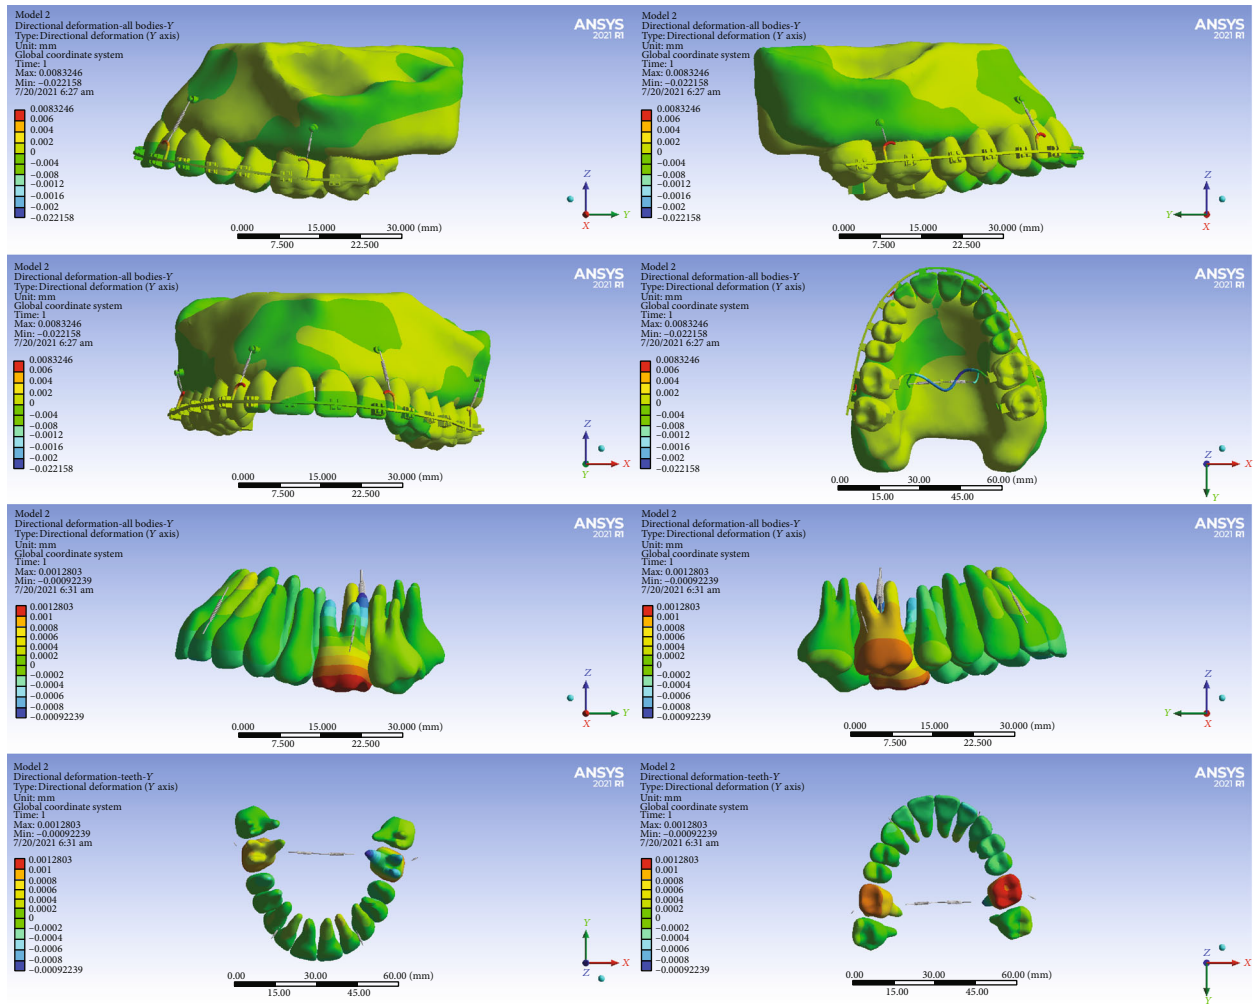 Model 2
Directional deformation-all bodies-Y
Type: Directional deformation (Y axis)
Unit: mm
Global coordinate system
Time: 1
Max: 0.0083246
Min: −0.022158
7/20/2021 6:27 am
ANSYS
2021 R1
0.0083246
0.006
0.004
0.002
0
−0.004
−0.008
−0.0012
−0.0016
−0.002
−0.022158
Z
Y
X
0.000 15.000 30.000 (mm)
7.500 22.500
Model 2
Directional deformation-all bodies-Y
Type: Directional deformation (Y axis)
Unit: mm
Global coordinate system
Time: 1
Max: 0.0083246
Min: −0.022158
7/20/2021 6:27 am
ANSYS
2021 R1
0.0083246
0.006
0.004
0.002
0
−0.004
−0.008
−0.0012
−0.0016
−0.002
−0.022158
Z
Y
X
0.000 15.000 30.000 (mm)
7.500 22.500
Model 2
Directional deformation-all bodies-Y
Type: Directional deformation (Y axis)
Unit: mm
Global coordinate system
Time: 1
Max: 0.0083246
Min: −0.022158
7/20/2021 6:27 am
ANSYS
2021 R1
0.0083246
0.006
0.004
0.002
0
−0.004
−0.008
−0.0012
−0.0016
−0.002
−0.022158
Z
X
Y
0.000 15.000 30.000 (mm)
7.500 22.500
Model 2
Directional deformation-all bodies-Y
Type: Directional deformation (Y axis)
Unit: mm
Global coordinate system
Time: 1
Max: 0.0083246
Min: −0.022158
7/20/2021 6:27 am
ANSYS
2021 R1
0.0083246
0.006
0.004
0.002
0
−0.004
−0.008
−0.0012
−0.0016
−0.002
−0.022158
Z
X
Y
0.00 30.00 60.00 (mm)
15.00 45.00
Model 2
Directional deformation-all bodies-Y
Type: Directional deformation (Y axis)
Unit: mm
Global coordinate system
Time: 1
Max: 0.0012803
Min: −0.00092239
7/20/2021 6:31 am
ANSYS
2021 R1
0.0012803
0.001
0.0008
0.0006
0.0004
0.0002
0
−0.0002
−0.0004
−0.0006
−0.0008
−0.00092239
Z
Y
X
0.000 15.000 30.000 (mm)
7.500 22.500
Model 2
Directional deformation-all bodies-Y
Type: Directional deformation (Y axis)
Unit: mm
Global coordinate system
Time: 1
Max: 0.0012803
Min: −0.00092239
7/20/2021 6:31 am
ANSYS
2021 R1
0.0012803
0.001
0.0008
0.0006
0.0004
0.0002
0
−0.0002
−0.0004
−0.0006
−0.0008
−0.00092239
Z
Y
X
0.000 15.000 30.000 (mm)
7.500 22.500
Model 2
Directional deformation-teeth-Y
Type: Directional deformation (Y axis)
Unit: mm
Global coordinate system
Time: 1
Max: 0.0012803
Min: −0.00092239
7/20/2021 6:31 am
ANSYS
2021 R1
0.0012803
0.001
0.0008
0.0006
0.0004
0.0002
0
−0.0002
−0.0004
−0.0006
−0.0008
−0.00092239
Y
X
Z
0.00 30.00 60.00 (mm)
15.00 45.00
Model 2
Directional deformation-teeth-Y
Type: Directional deformation (Y axis)
Unit: mm
Global coordinate system
Time: 1
Max: 0.0012803
Min: −0.00092239
7/20/2021 6:31 am
ANSYS
2021 R1
0.0012803
0.001
0.0008
0.0006
0.0004
0.0002
0
−0.0002
−0.0004
−0.0006
−0.0008
−0.00092239
Z
X
Y
0.00 30.00 60.00 (mm)
15.00 45.00